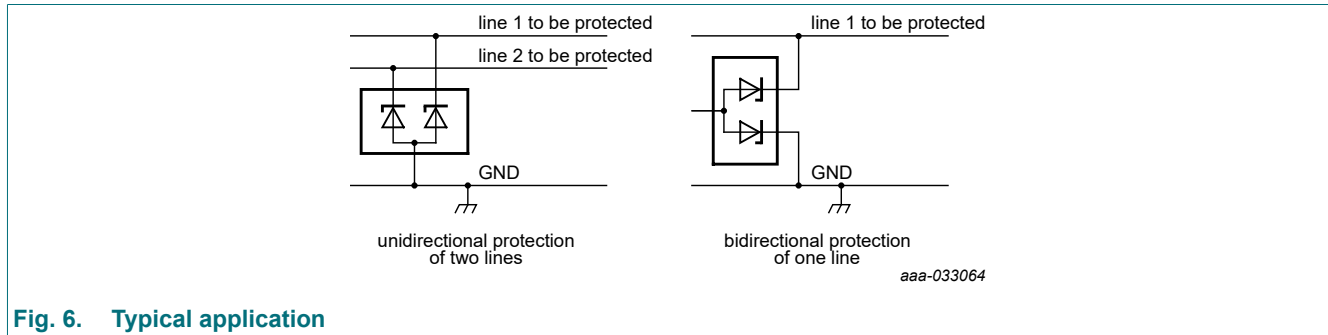 line 1 to be protected
line 2 to be protected
GND
unidirectional protection
of two lines
line 1 to be protected
GND
bidirectional protection
of one line
aaa-033064
Fig. 6. Typical application